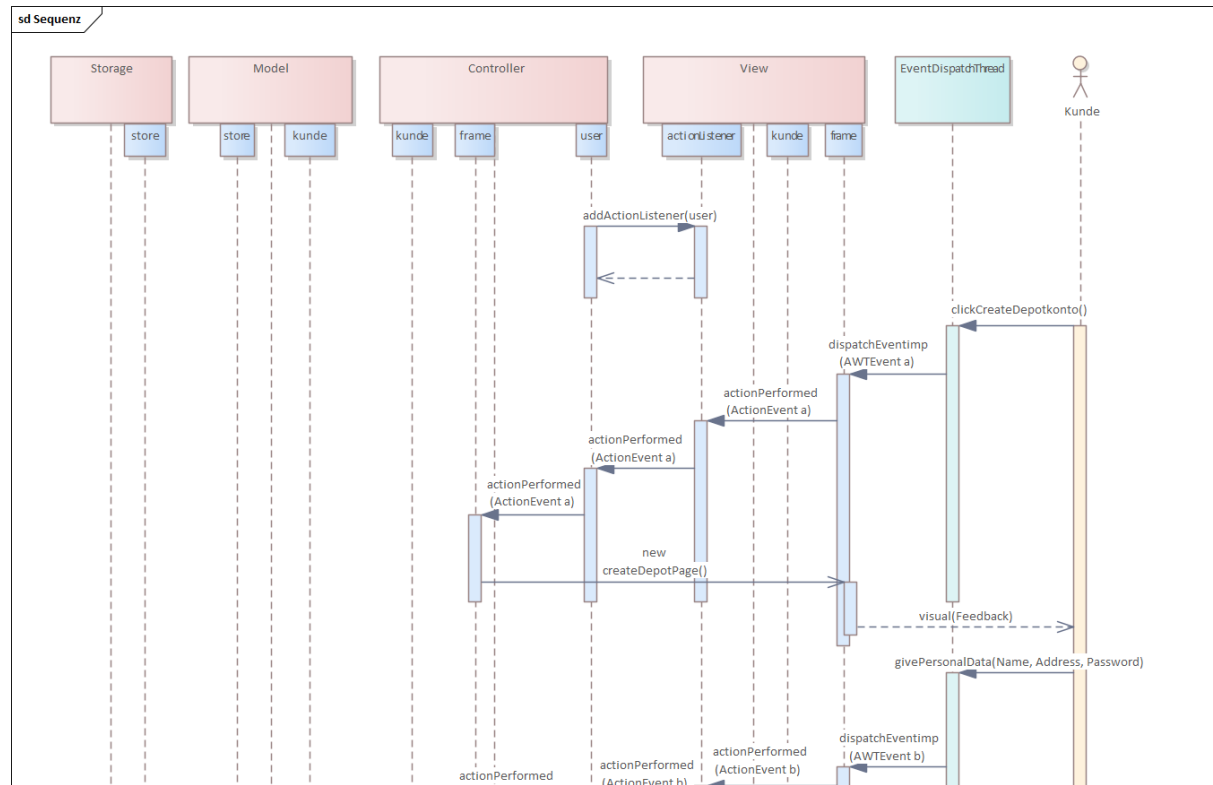 sd Sequenz
Storage
Model
Controller
View
EventDispatchThread
Kunde
store
store
kunde
kunde
frame
user
actionListener
kunde
frame
addActionListener(user)
clickCreateDepotkonto()
dispatchEventimp
(AWTEvent a)
actionPerformed
(ActionEvent a)
actionPerformed
(ActionEvent a)
actionPerformed
(ActionEvent a)
new
createDepotPage()
visual(Feedback)
givePersonalData(Name, Address, Password)
dispatchEventimp
(AWTEvent b)
actionPerformed
(ActionEvent b)
actionPerformed
(ActionEvent b)
actionPerformed